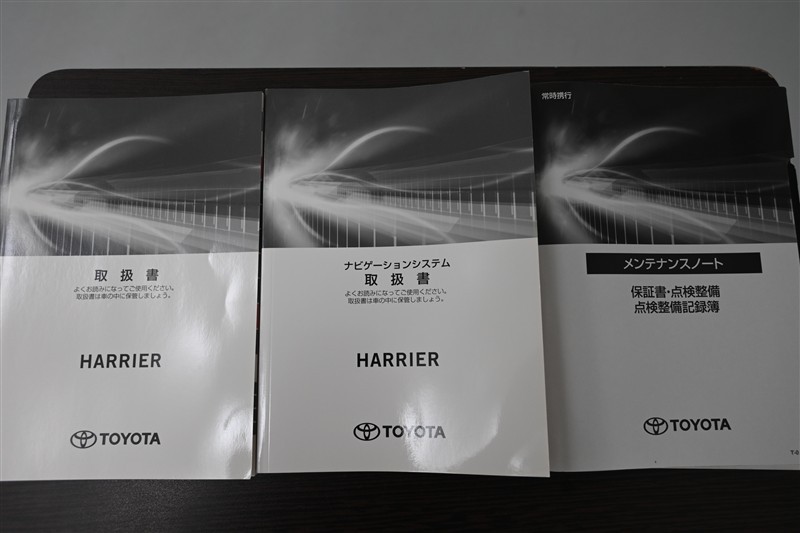 取扱書
よくお読みになってご使用ください。
取扱書は車の中に保管しましょう。
HARRIER
TOYOTA
ナビゲーションシステム
取扱書
よくお読みになってご使用ください。
取扱書は車の中に保管しましょう。
HARRIER
TOYOTA
常時携行
メンテナンスノート
保証書・点検整備
点検整備記録簿
TOYOTA